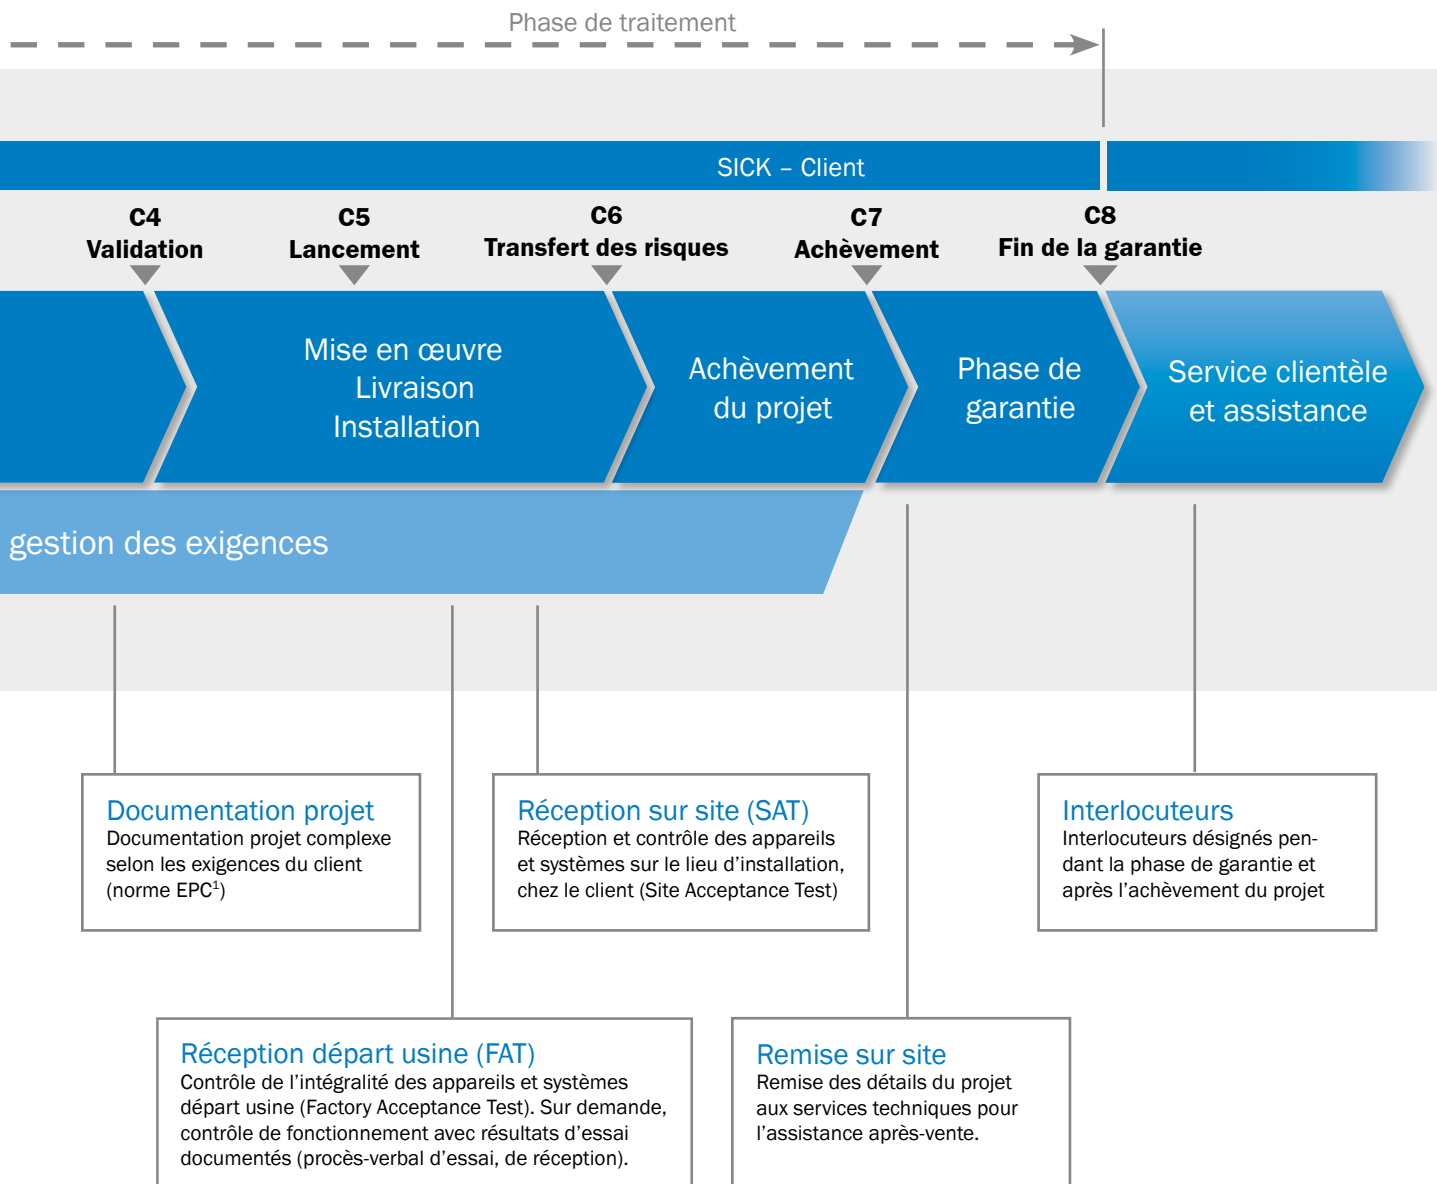 Phase de traitement
SICK – Client
C4
Validation
C5
Lancement
C6
Transfert des risques
C7
Achèvement
C8
Fin de la garantie
Mise en œuvre
Livraison
Installation
Achèvement
du projet
Phase de
garantie
Service clientèle
et assistance
gestion des exigences
Documentation projet
Documentation projet complexe
selon les exigences du client
(norme EPC¹)
Réception sur site (SAT)
Réception et contrôle des appareils
et systèmes sur le lieu d’installation,
chez le client (Site Acceptance Test)
Interlocuteurs
Interlocuteurs désignés pen-
dant la phase de garantie et
après l’achèvement du projet
Réception départ usine (FAT)
Contrôle de l’intégralité des appareils et systèmes
départ usine (Factory Acceptance Test). Sur demande,
contrôle de fonctionnement avec résultats d’essai
documentés (procès-verbal d’essai, de réception).
Remise sur site
Remise des détails du projet
aux services techniques pour
l’assistance après-vente.